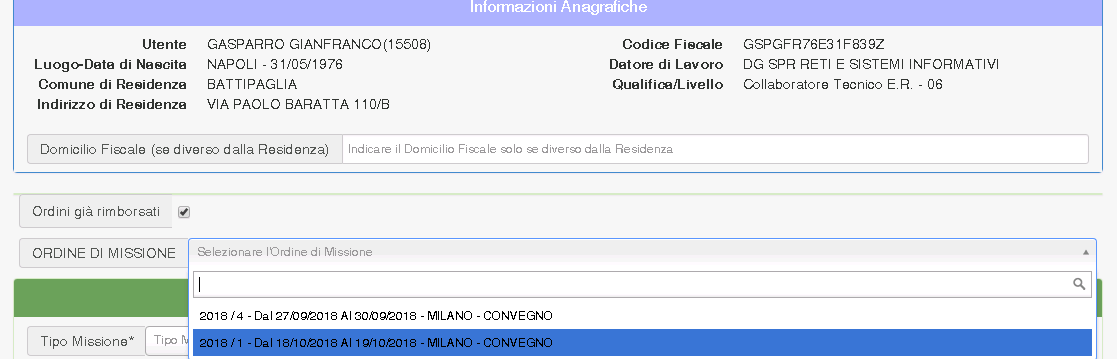 Informazioni Anagrafiche
Utente GASPARRO GIANFRANCO(15508) Codice Fiscale GSPGFR76E31F839Z
Luogo-Data di Nascita NAPOLI - 31/05/1976 Datore di Lavoro DG SPR RETI E SISTEMI INFORMATIVI
Comune di Residenza BATTIPAGLIA Qualifica/Livello Collaboratore Tecnico E.R. - 06
Indirizzo di Residenza VIA PAOLO BARATTA 110/B
Domicilio Fiscale (se diverso dalla Residenza) Indicare il Domicilio Fiscale solo se diverso dalla Residenza
Ordini già rimborsati
ORDINE DI MISSIONE Selezionare l'Ordine di Missione
2018 / 4 - Dal 27/09/2018 Al 30/09/2018 - MILANO - CONVEGNO
Tipo Missione* Tipo M
2018 / 1 - Dal 18/10/2018 Al 19/10/2018 - MILANO - CONVEGNO